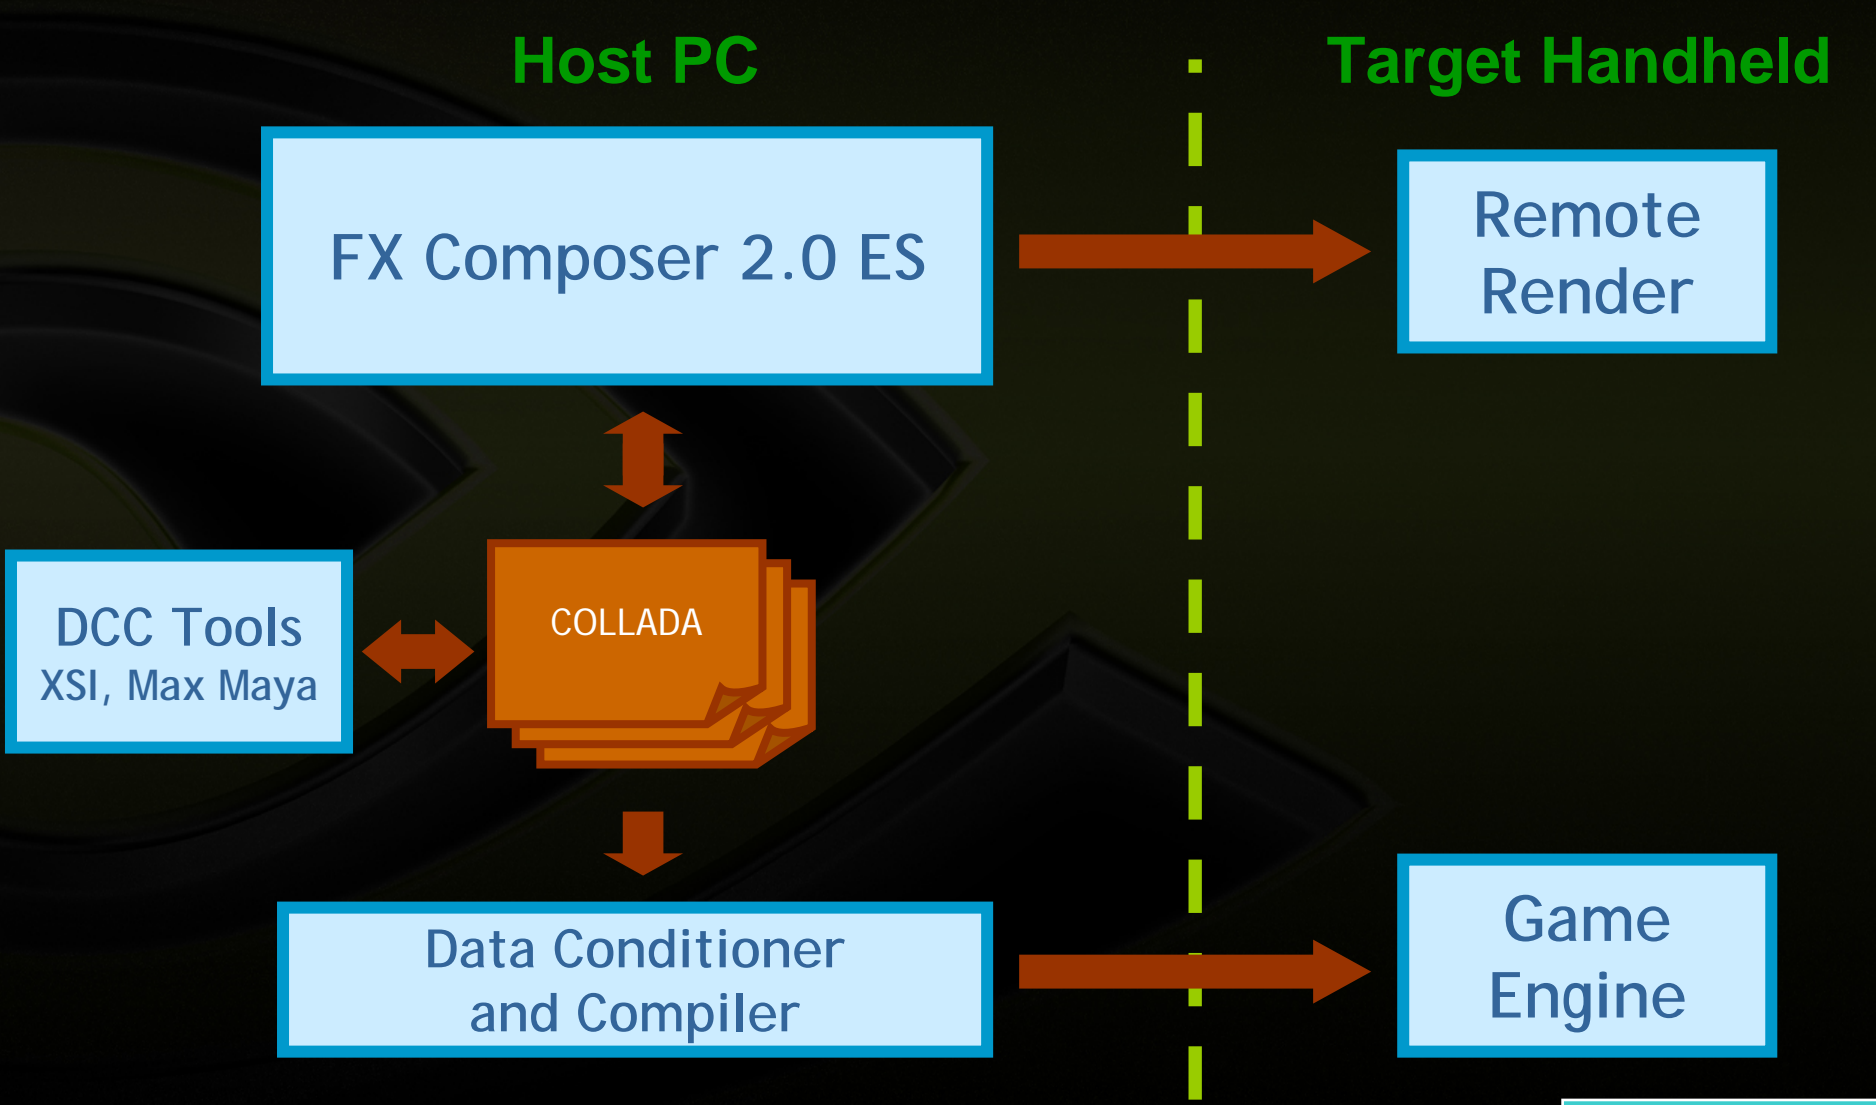 Host PC
Target Handheld
FX Composer 2.0 ES
Remote
Render
DCC Tools
XSI, Max Maya
COLLADA
Data Conditioner
and Compiler
Game
Engine